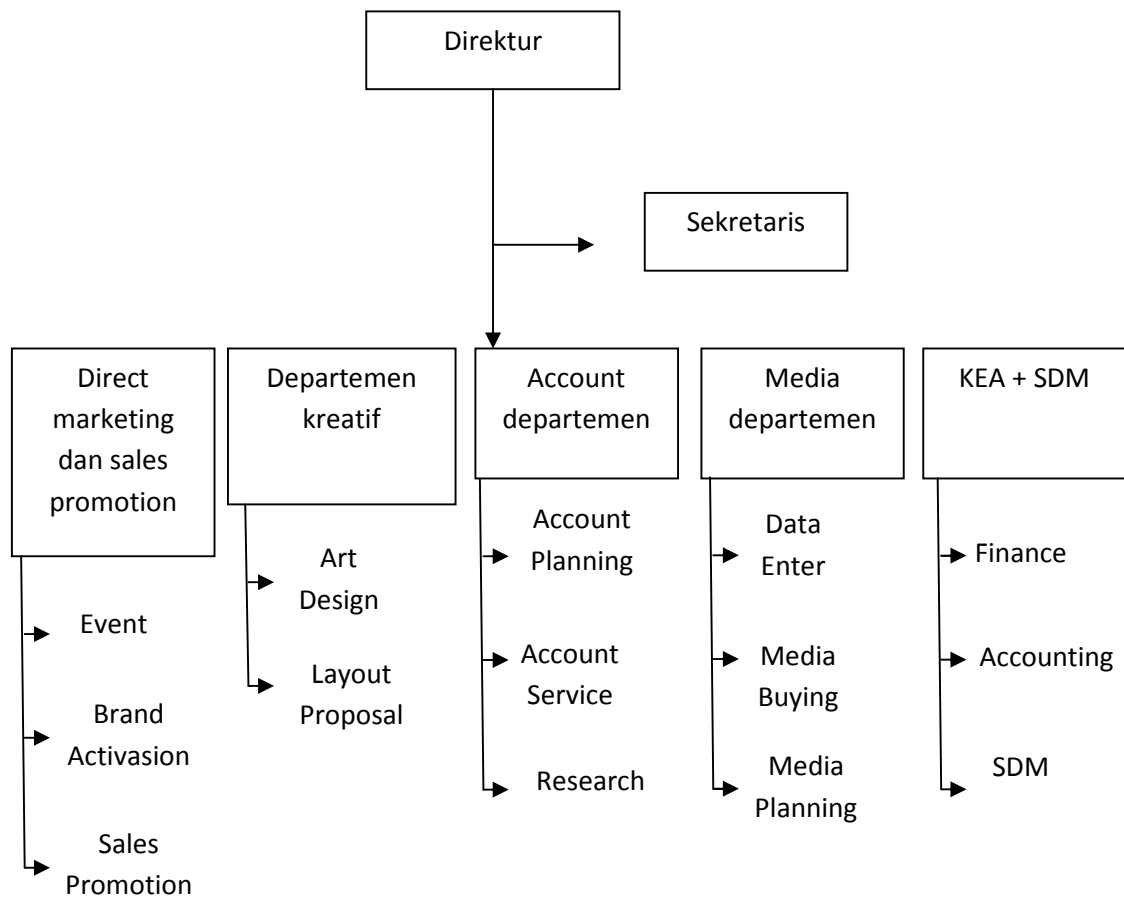 Direktur
Sekretaris
Direct
marketing
dan sales
promotion
Departemen
kreatif
Account
departemen
Media
departemen
KEA + SDM
Event
Brand
Activasion
Sales
Promotion
Art
Design
Layout
Proposal
Account
Planning
Account
Service
Research
Data
Enter
Media
Buying
Media
Planning
Finance
Accounting
SDM